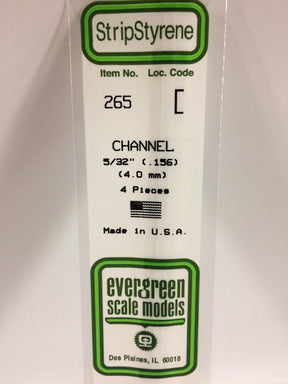 StripStyrene
Item No. Loc. Code
265 [
CHANNEL
5/32" (.156)
(4.0 mm)
4 Pieces
Made in U.S.A.
evergreen
scale models
Des Plaines, IL 60018